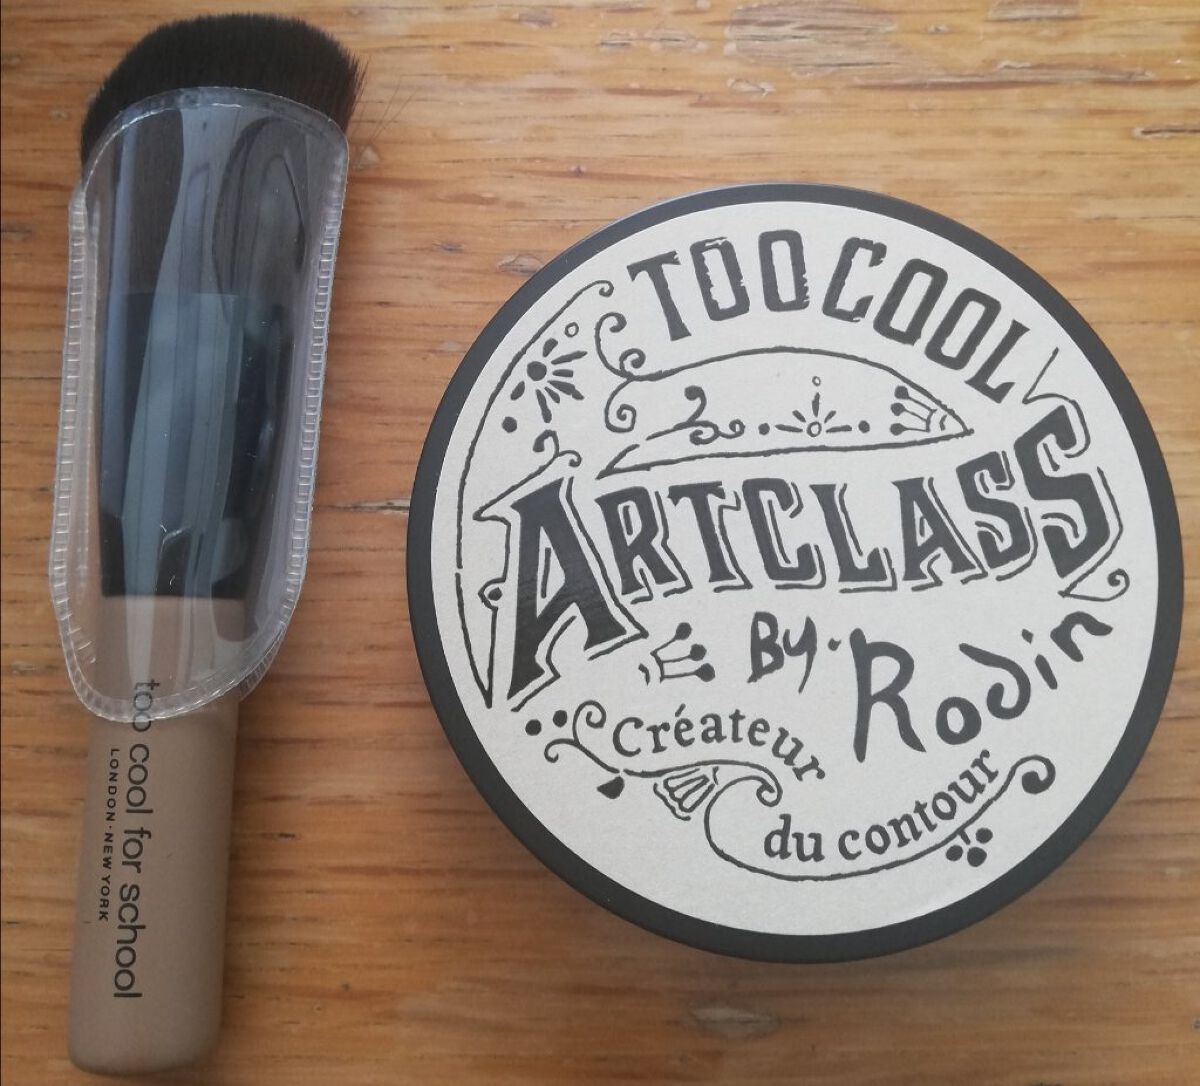 too cool for school
LONDON·NEW YORK
TOO COOL
ARTCLASS
By. Rodin
Créateur
du contour